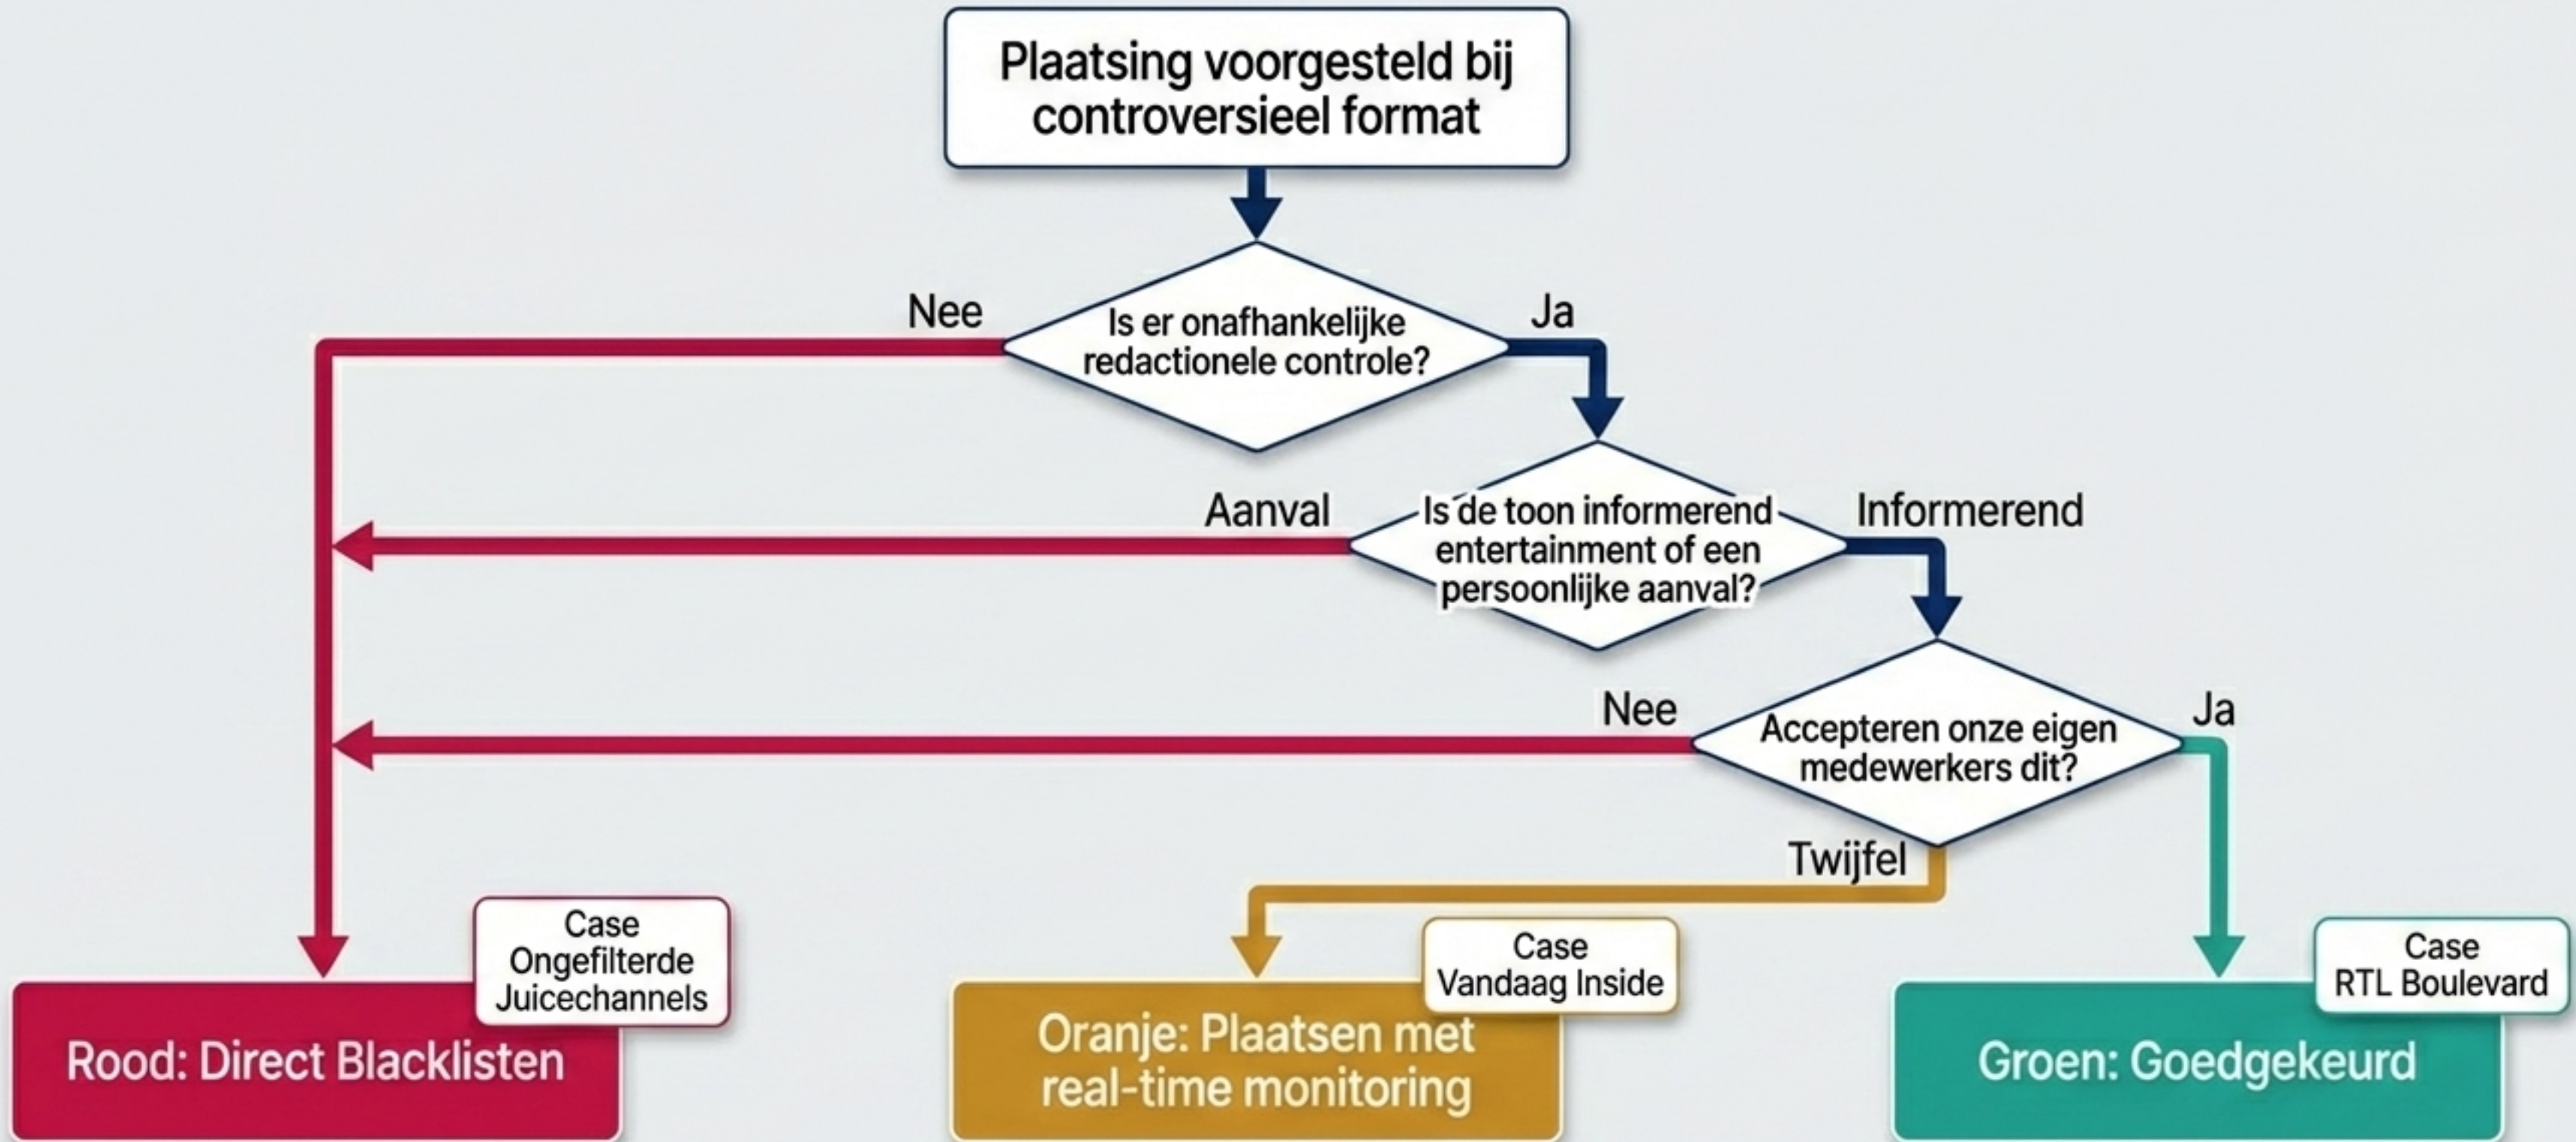 Plaatsing voorgesteld bij
controversieel format
Nee
Is er onafhankelijke
redactionele controle?
Ja
Aanval
Is de toon informerend
entertainment of een
persoonlijke aanval?
Informerend
Nee
Accepteren onze eigen
medewerkers dit?
Ja
Twijfel
Case
Ongefilterde
Juicechannels
Rood: Direct Blacklisten
Case
Vandaag Inside
Oranje: Plaatsen met
real-time monitoring
Case
RTL Boulevard
Groen: Goedgekeurd